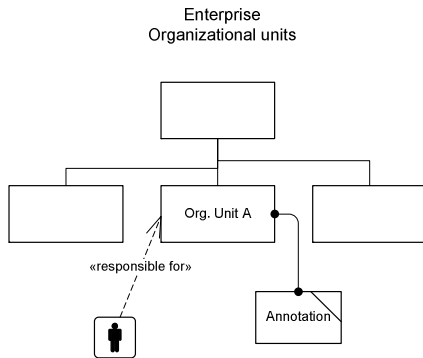 Enterprise
Organizational units
Org. Unit A
«responsible for»
Annotation